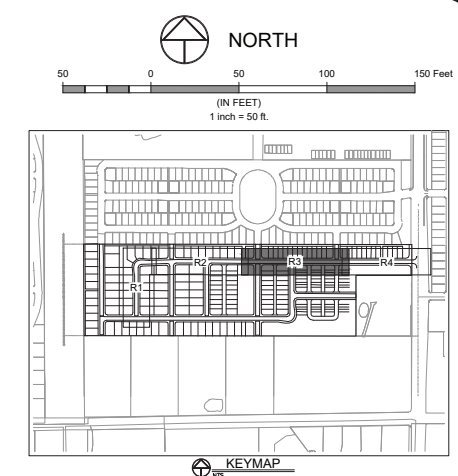 NORTH
50 0 50 100 150 Feet
(IN FEET)
1 inch = 50 ft.
R2 R3 R4
R1
KEYMAP
NTS